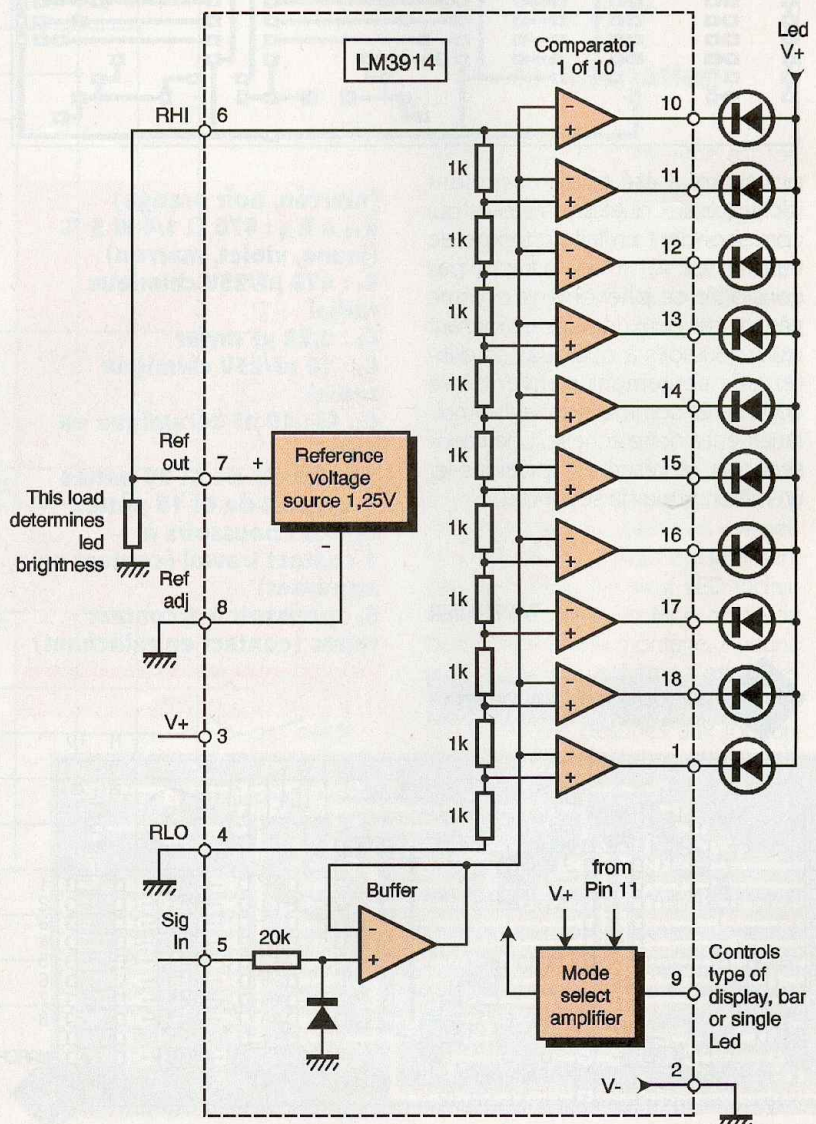 LM3914
Comparator
1 of 10
Led
V+
RHI
6
10
1k
11
1k
12
1k
13
1k
14
1k
15
1k
16
1k
17
1k
18
1k
1
1k
Ref
out
7
+
Reference
voltage
source 1,25V
-
This load
determines
led
brightness
Ref
adj
8
V+
3
RLO
4
Sig
In
5
20k
Buffer
-
+
V+
from
Pin 11
Mode
select
amplifier
9
Controls
type of
display, bar
or single
Led
2
V-
-
+
-
+
-
+
-
+
-
+
-
+
-
+
-
+
-
+
-
+